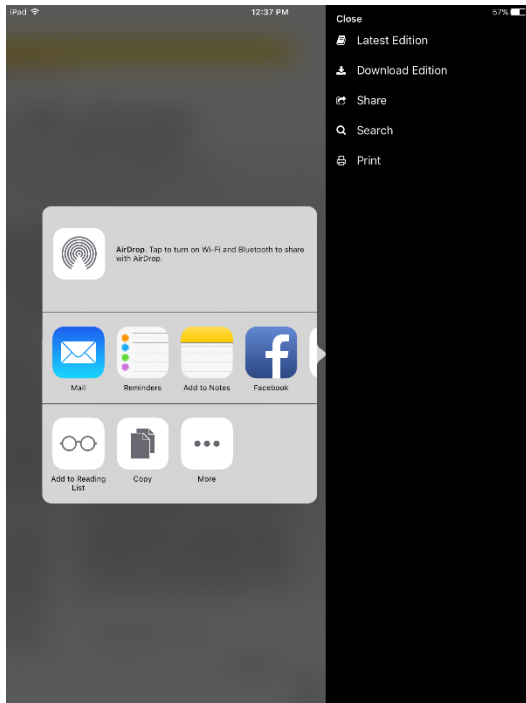 iPad
12:37 PM
57%
Close
Latest Edition
Download Edition
Share
Search
Print
AirDrop. Tap to turn on Wi-Fi and Bluetooth to share
with AirDrop.
Mail
Reminders
Add to Notes
Facebook
Add to Reading
List
Copy
More